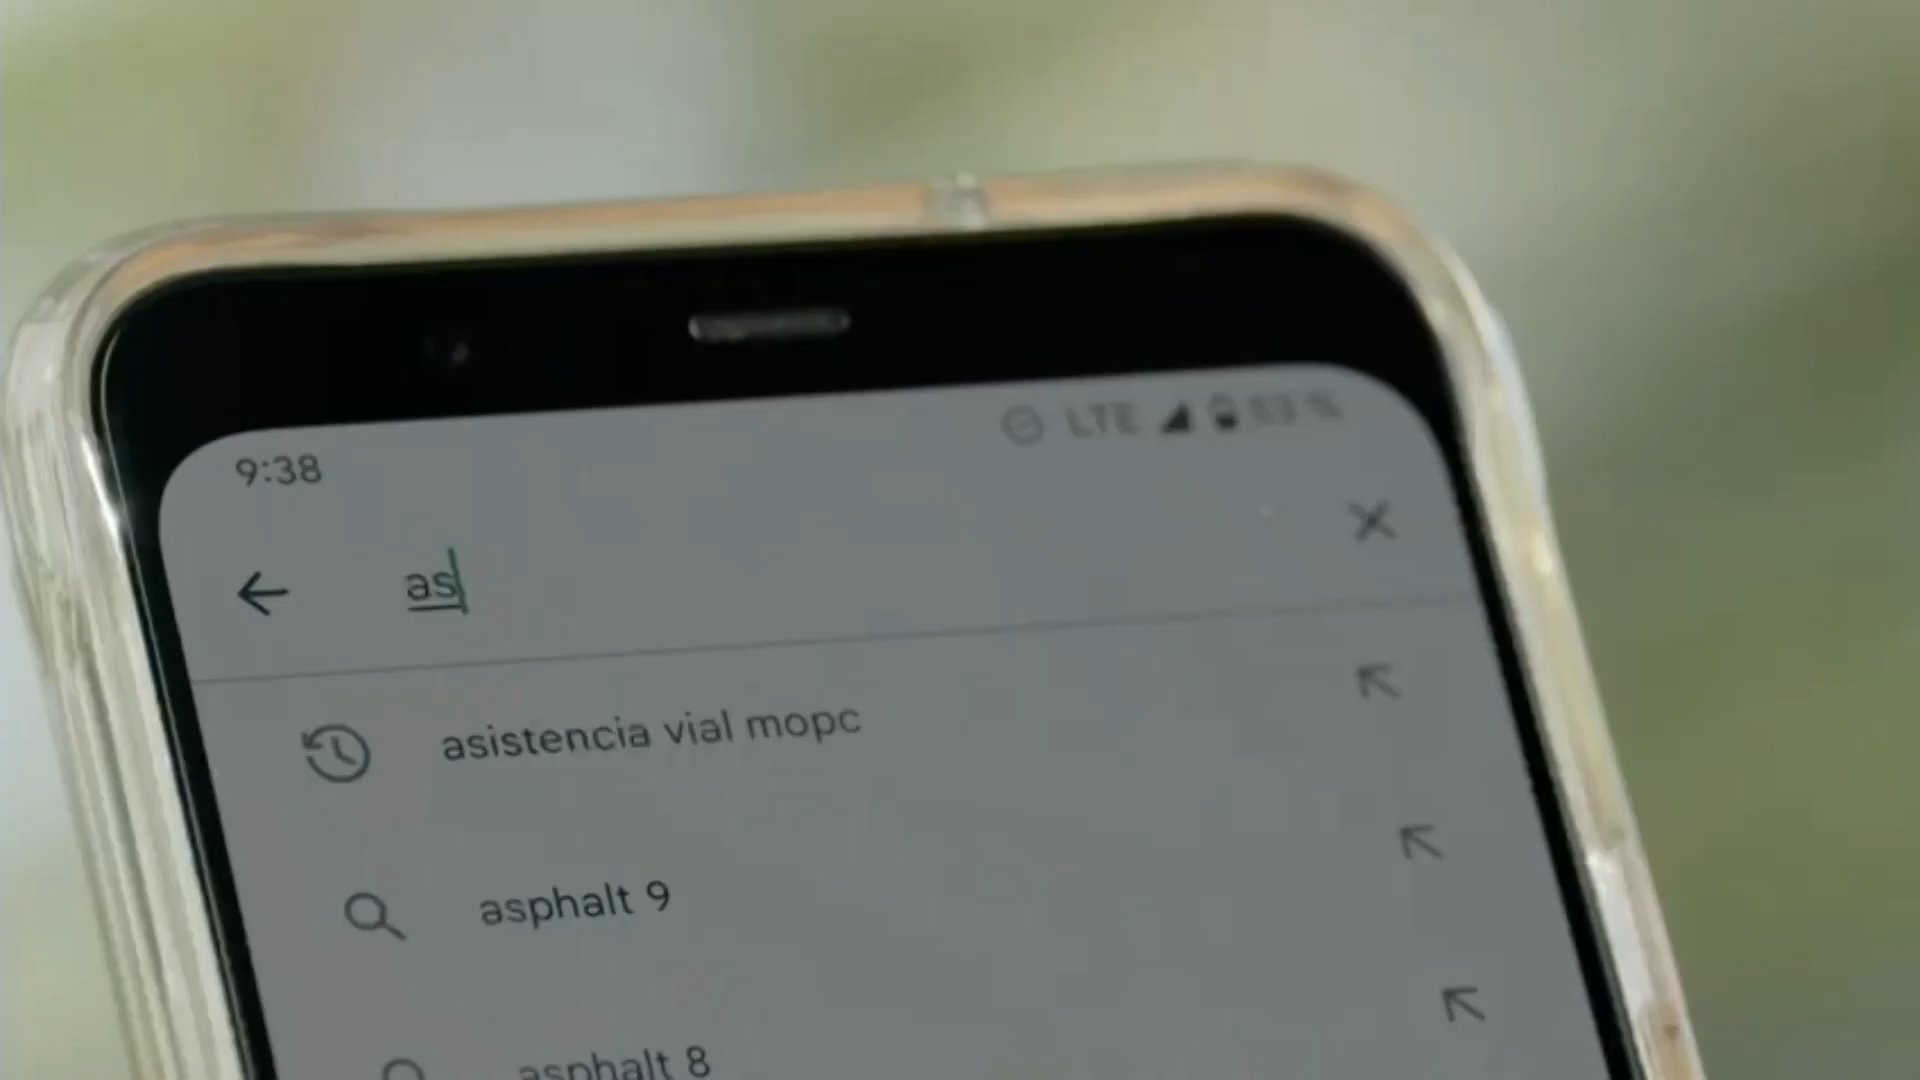 9:38 LTE
as
asistencia vial mopc
asphalt 9
asphalt 8